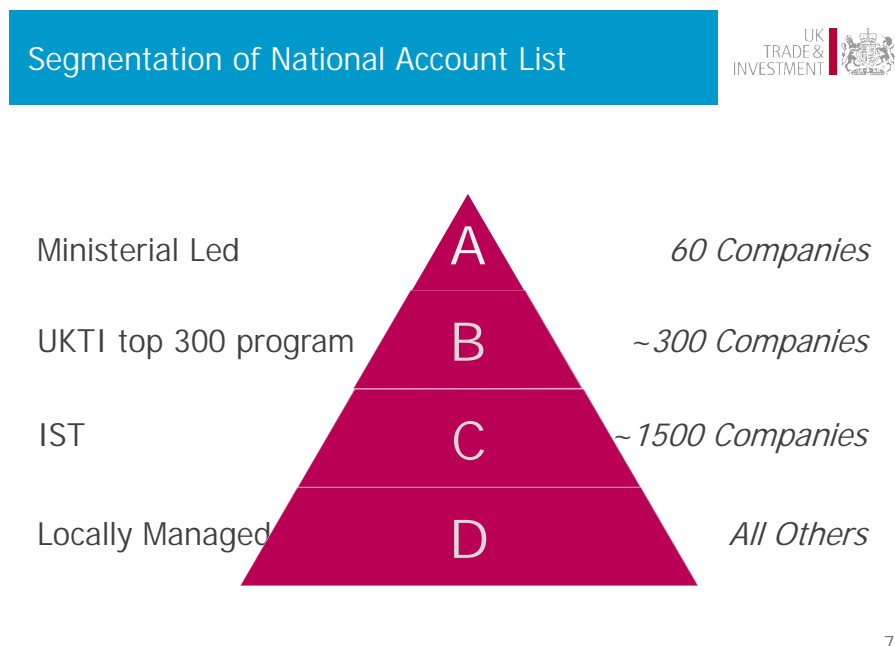 Segmentation of National Account List
UK
TRADE &
INVESTMENT
Ministerial Led
A
60 Companies
UKTI top 300 program
B
~300 Companies
IST
C
~1500 Companies
Locally Managed
D
All Others
7